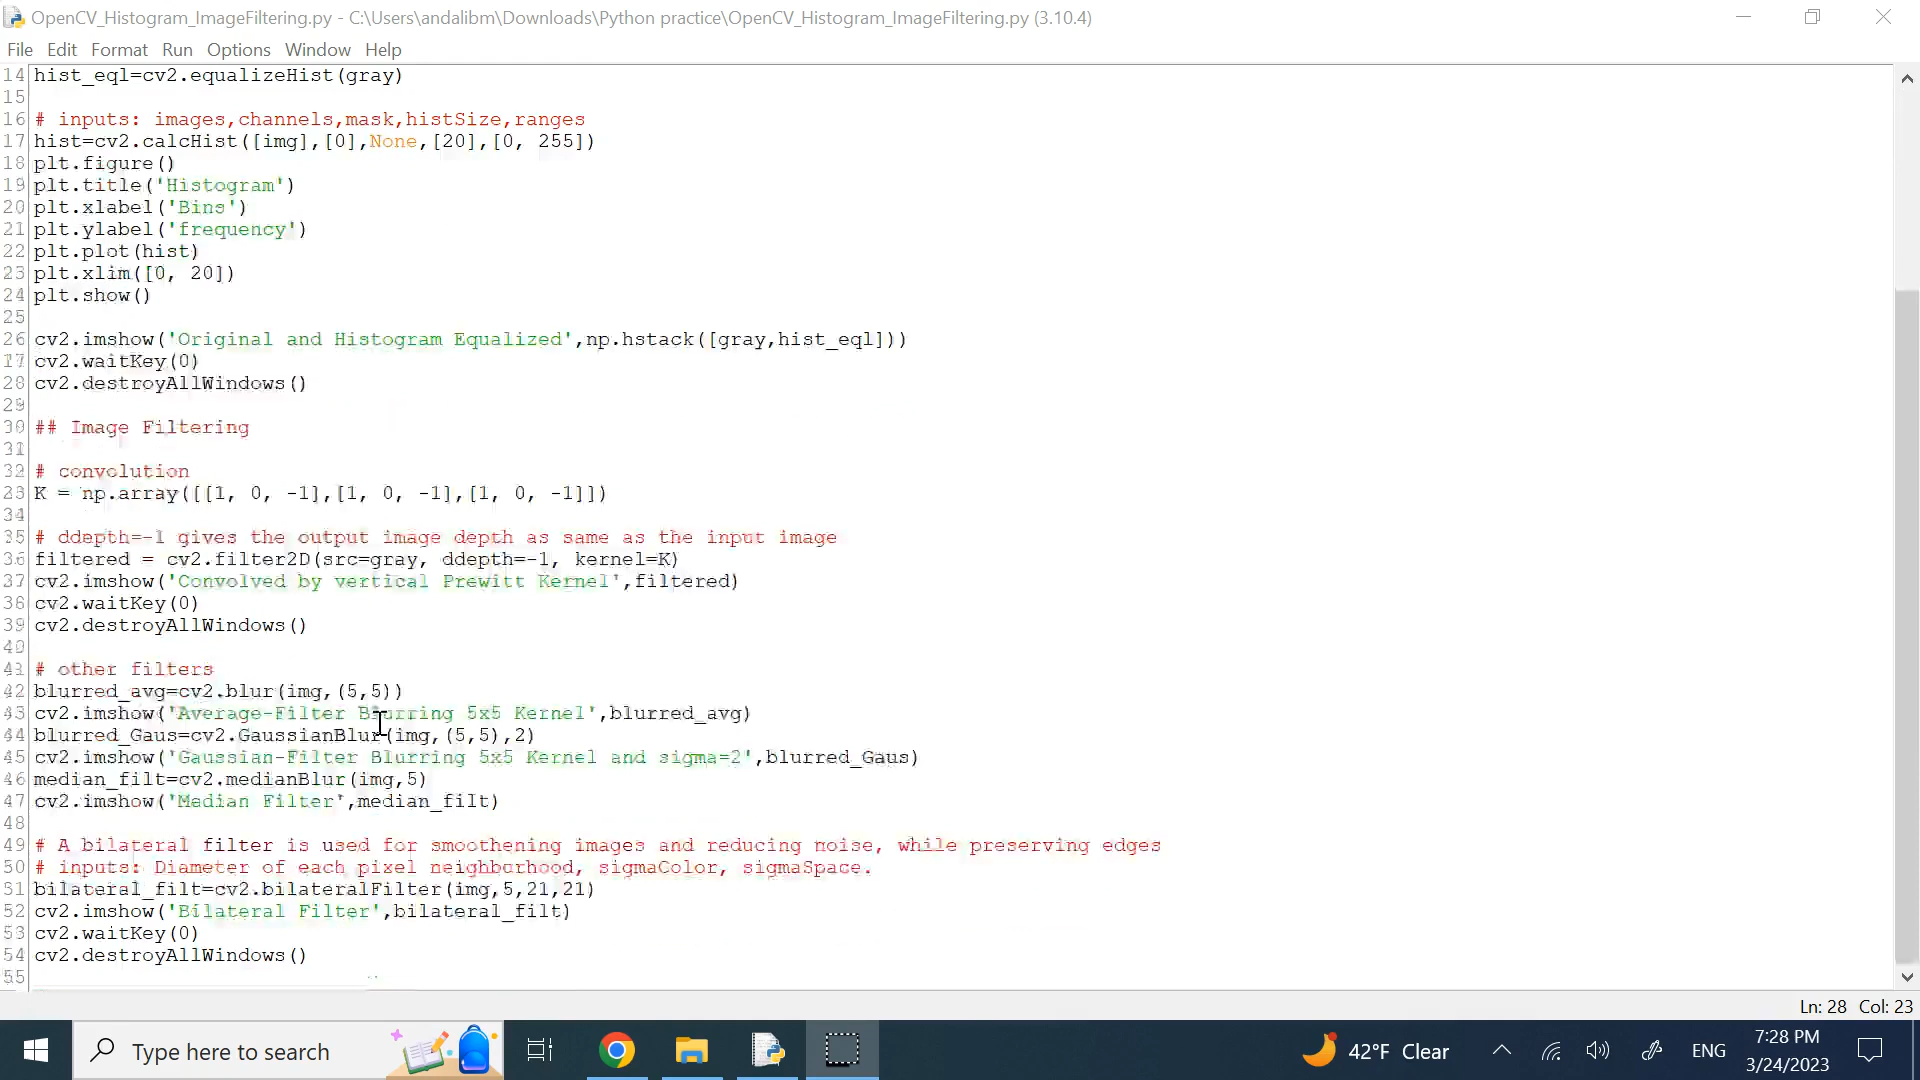 OpenCV_Histogram_ImageFiltering.py - C:\Users\andalibm\Downloads\Python practice\OpenCV_Histogram_ImageFiltering.py (3.10.4)
File Edit Format Run Options Window Help
14 hist_eql=cv2.equalizeHist(gray)
15
16 # inputs: images,channels,mask,histSize,ranges
17 hist=cv2.calcHist([img],[0],None,[20],[0, 255])
18 plt.figure()
19 plt.title('Histogram')
20 plt.xlabel('Bins')
21 plt.ylabel('frequency')
22 plt.plot(hist)
23 plt.xlim([0, 20])
24 plt.show()
25
26 cv2.imshow('Original and Histogram Equalized',np.hstack([gray,hist_eql]))
cv2.waitKey(0)
28 cv2.destroyAllWindows()
29
30 ## Image Filtering
31
32 # convolution
K = np.array([[1, 0, -1],[1, 0, -1],[1, 0, -1]])
34
35 # ddepth=-1 gives the output image depth as same as the input image
36 filtered = cv2.filter2D(src=gray, ddepth=-1, kernel=K)
37 cv2.imshow('Convolved by vertical Prewitt Kernel',filtered)
cv2.waitKey(0)
39 cv2.destroyAllWindows()
40
# other filters
42 blurred_avg=cv2.blur(img,(5,5))
43 cv2.imshow('Average-Filter Blurring 5x5 Kernel',blurred_avg)
44 blurred_Gaus=cv2.GaussianBlur(img,(5,5),2)
45 cv2.imshow('Gaussian-Filter Blurring 5x5 Kernel and sigma=2',blurred_Gaus)
46 median_filt=cv2.medianBlur(img,5)
47 cv2.imshow('Median Filter',median_filt)
48
49 # A bilateral filter is used for smoothening images and reducing noise, while preserving edges
50 # inputs: Diameter of each pixel neighborhood, sigmaColor, sigmaSpace.
bilateral_filt=cv2.bilateralFilter(img,5,21,21)
52 cv2.imshow('Bilateral Filter',bilateral_filt)
53 cv2.waitKey(0)
54 cv2.destroyAllWindows()
55
Ln: 28 Col: 23
Type here to search
42°F Clear
ENG
7:28 PM
3/24/2023